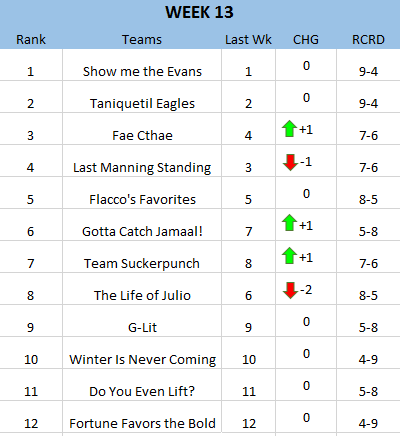 WEEK 13
Rank Teams Last Wk CHG RCRD
1 Show me the Evans 1 0 9-4
2 Taniquetil Eagles 2 0 9-4
3 Fae Cthae 4 +1 7-6
4 Last Manning Standing 3 -1 7-6
5 Flacco's Favorites 5 0 8-5
6 Gotta Catch Jamaal! 7 +1 5-8
7 Team Suckerpunch 8 +1 7-6
8 The Life of Julio 6 -2 8-5
9 G-Lit 9 0 5-8
10 Winter Is Never Coming 10 0 4-9
11 Do You Even Lift? 11 0 5-8
12 Fortune Favors the Bold 12 0 4-9